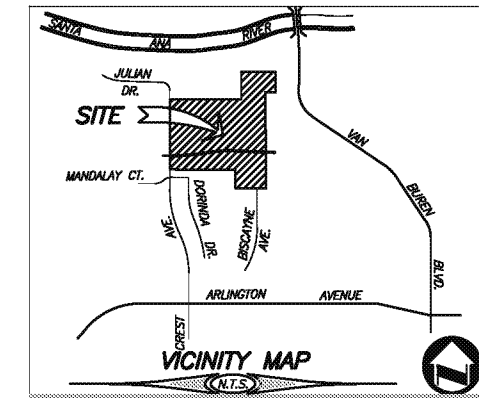 SANTA
ANA
RIVER
JULIAN
DR.
SITE
VAN
BUREN
BLVD.
MANDALAY CT.
DORINDA
DR.
BISCAYNE
AVE.
AVE.
CREST
ARLINGTON AVENUE
VICINITY MAP
N.T.S.
N